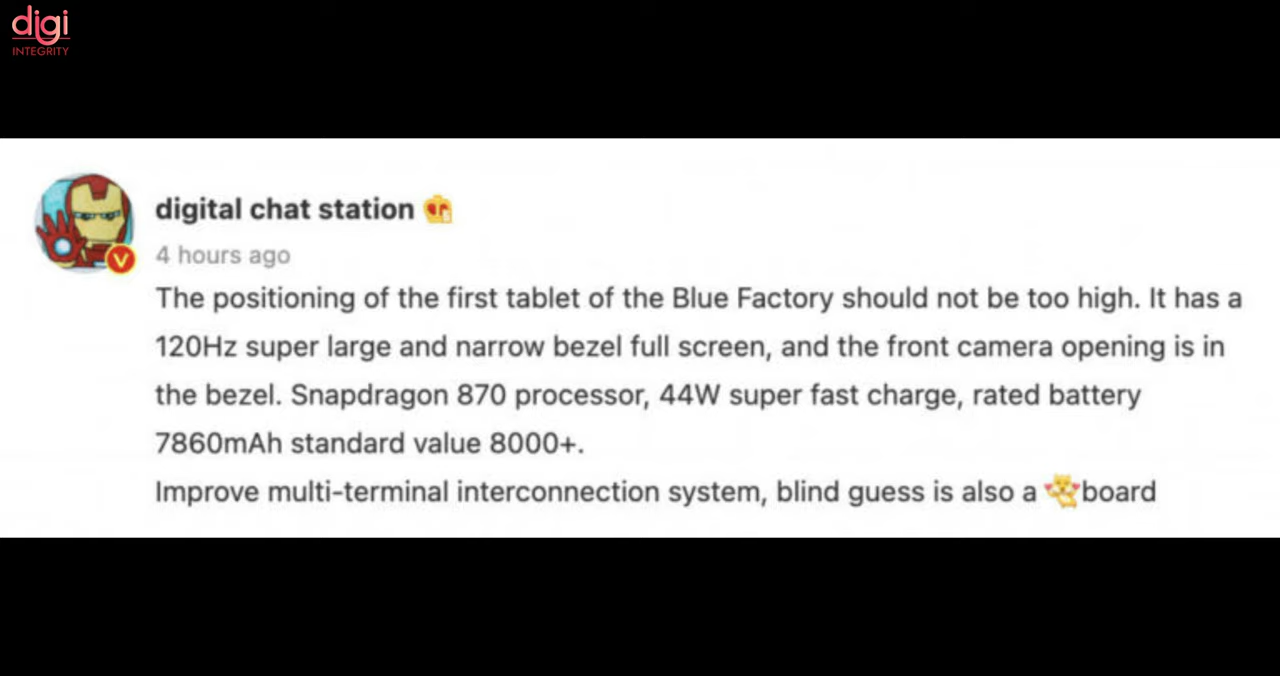 digi
INTEGRITY
digital chat station
4 hours ago
The positioning of the first tablet of the Blue Factory should not be too high. It has a
120Hz super large and narrow bezel full screen, and the front camera opening is in
the bezel. Snapdragon 870 processor, 44W super fast charge, rated battery
7860mAh standard value 8000+.
Improve multi-terminal interconnection system, blind guess is also a board